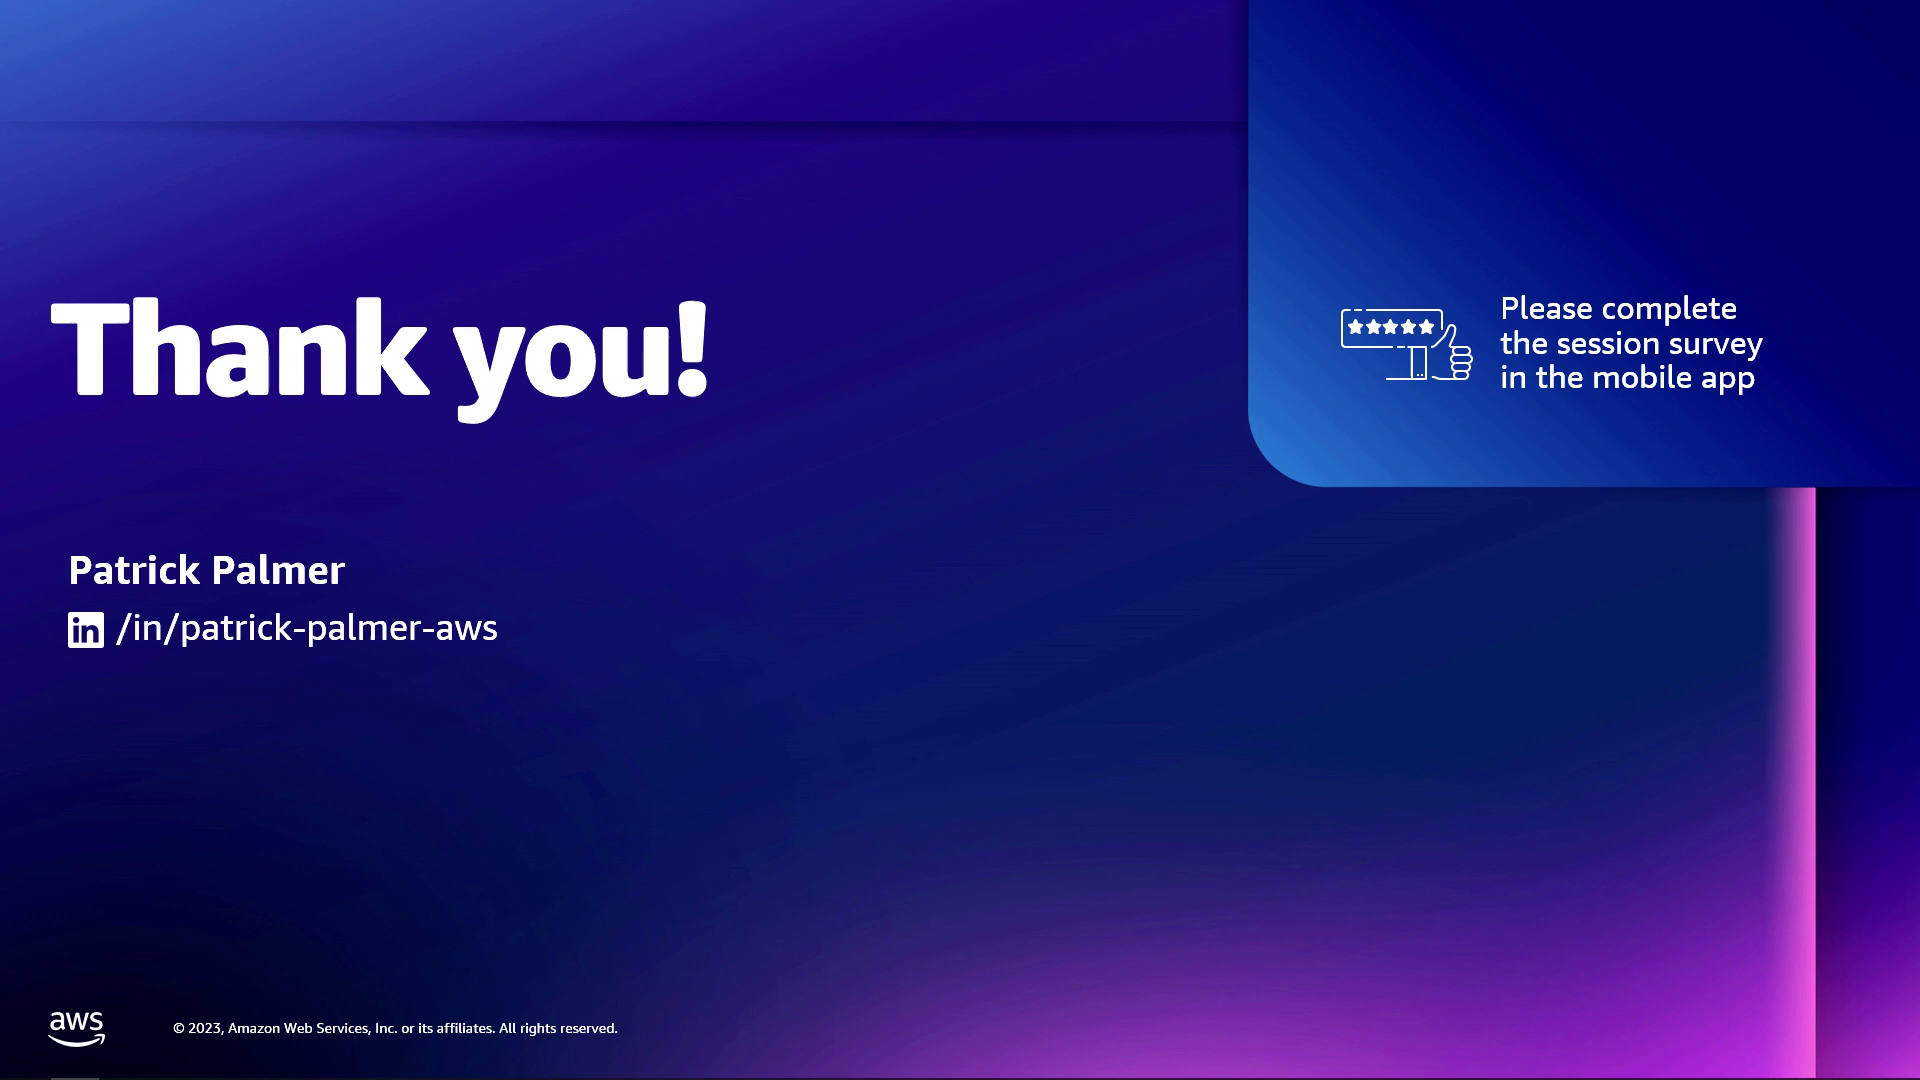 Thank you!
Please complete
the session survey
in the mobile app
Patrick Palmer
in /in/patrick-palmer-aws
aws
© 2023, Amazon Web Services, Inc. or its affiliates. All rights reserved.